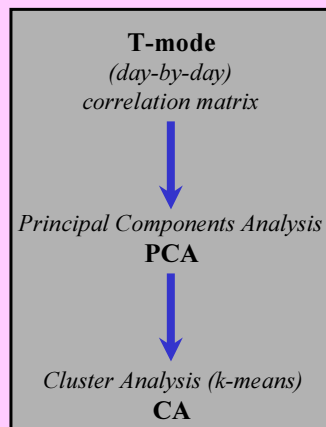 T-mode
(day-by-day)
correlation matrix
Principal Components Analysis
PCA
Cluster Analysis (k-means)
CA